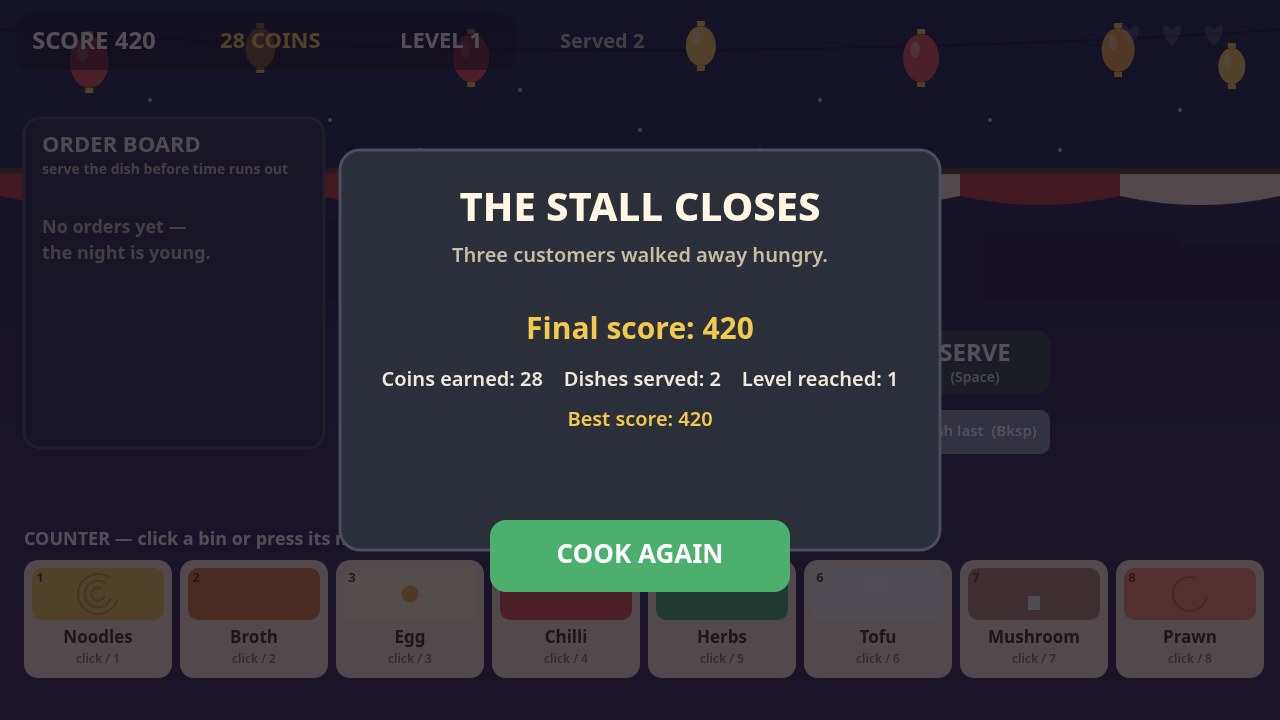 SCORE 420
28 COINS
LEVEL 1
Served 2
ORDER BOARD
serve the dish before time runs out
No orders yet —
the night is young.
THE STALL CLOSES
Three customers walked away hungry.
Final score: 420
Coins earned: 28
Dishes served: 2
Level reached: 1
Best score: 420
SERVE
(Space)
last (Bksp)
COUNTER — click a bin or press its
COOK AGAIN
1
Noodles
click / 1
2
Broth
click / 2
3
Egg
click / 3
Chilli
click / 4
Herbs
click / 5
6
Tofu
click / 6
7
Mushroom
click / 7
8
Prawn
click / 8